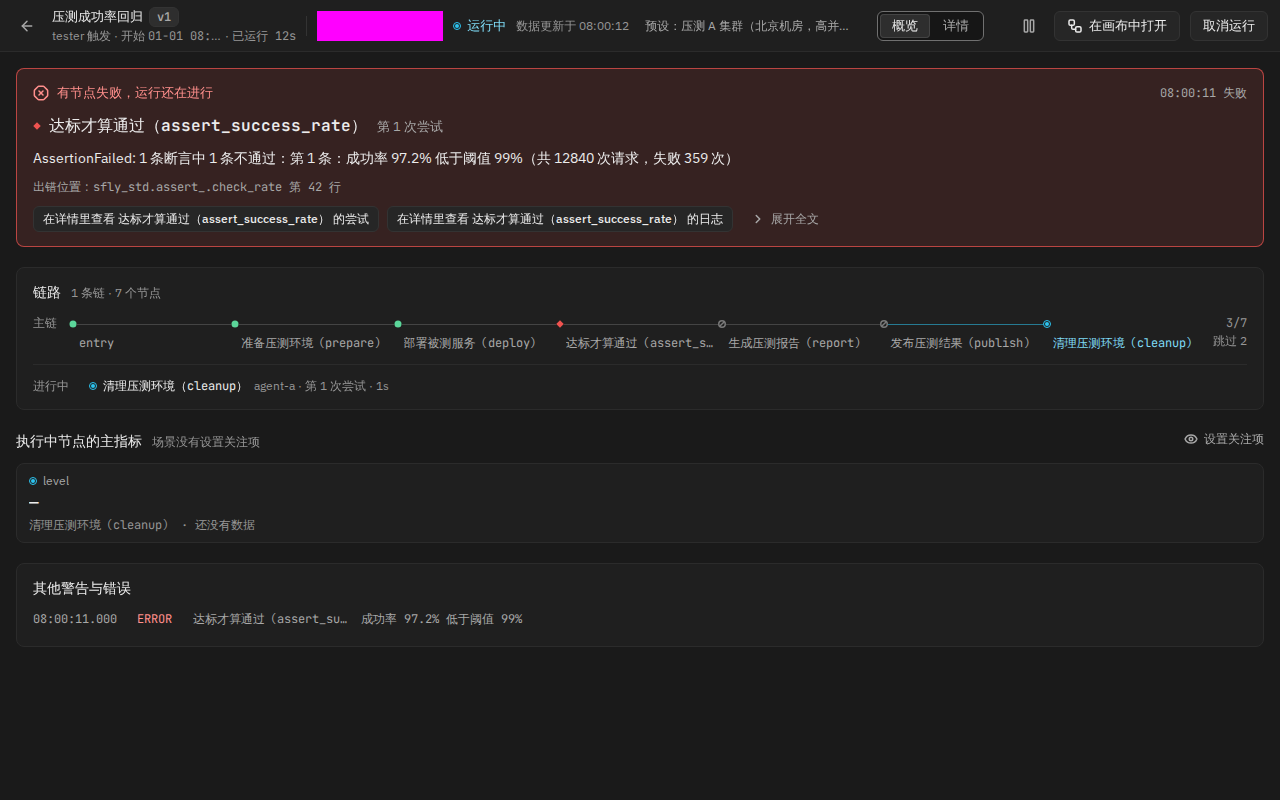 压测成功率回归 v1
tester 触发 · 开始 01-01 08:… · 已运行 12s
运行中 数据更新于 08:00:12 预设：压测 A 集群（北京机房，高并…
概览 详情
在画布中打开 取消运行
有节点失败，运行还在进行 08:00:11 失败
达标才算通过（assert_success_rate） 第 1 次尝试
AssertionFailed: 1 条断言中 1 条不通过：第 1 条：成功率 97.2% 低于阈值 99%（共 12840 次请求，失败 359 次）
出错位置：sfly_std.assert_.check_rate 第 42 行
在详情里查看 达标才算通过（assert_success_rate） 的尝试 在详情里查看 达标才算通过（assert_success_rate） 的日志 展开全文
链路 1 条链 · 7 个节点
主链 3/7
entry 准备压测环境（prepare） 部署被测服务（deploy） 达标才算通过（assert_s… 生成压测报告（report） 发布压测结果（publish） 清理压测环境（cleanup） 跳过 2
进行中 清理压测环境（cleanup） agent-a · 第 1 次尝试 · 1s
执行中节点的主指标 场景没有设置关注项 设置关注项
level
—
清理压测环境（cleanup） · 还没有数据
其他警告与错误
08:00:11.000 ERROR 达标才算通过（assert_su… 成功率 97.2% 低于阈值 99%